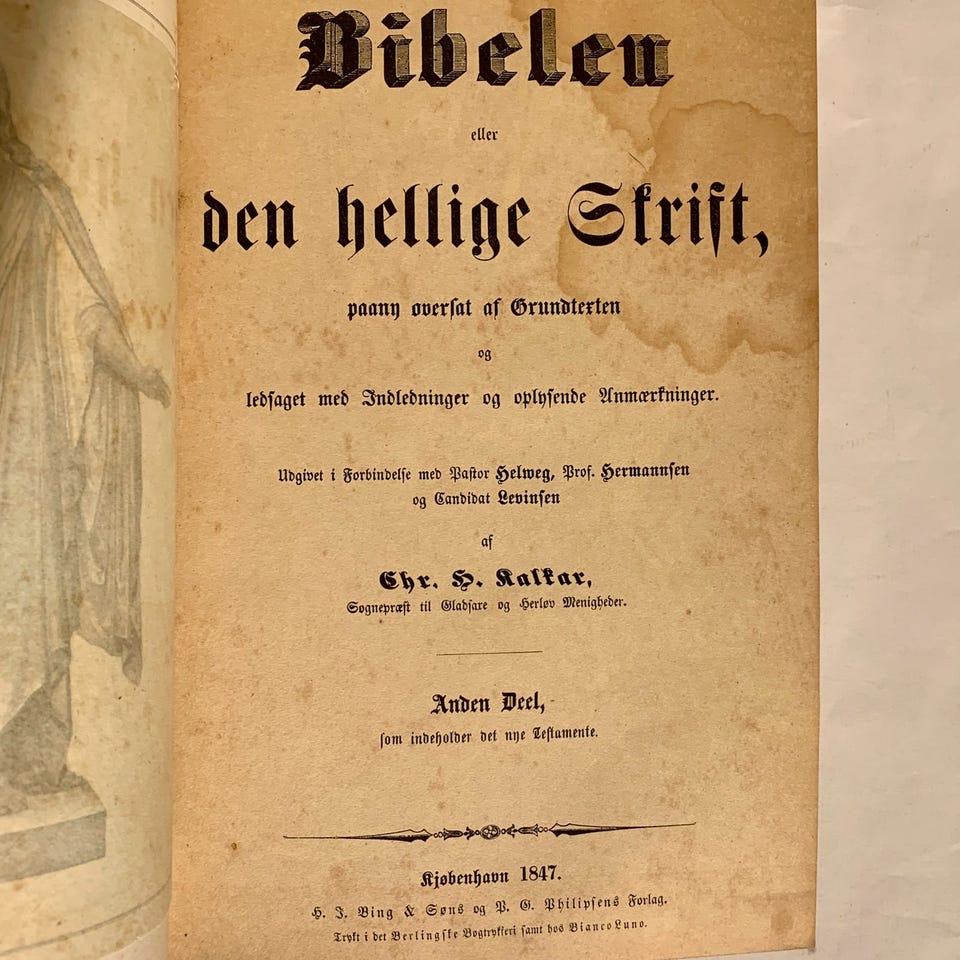 Bibelen
eller
den hellige Skrift,
paany oversat af Grundtexten
og
ledsaget med Indledninger og oplysende Anmærkninger.
Udgivet i Forbindelse med Pastor Helweg, Prof. Hermannsen
og Candidat Levinsen
af
Chr. H. Kalkar,
Sognepræst til Gladsaxe og Herløv Menigheder.
Anden Deel,
som indeholder det nye Testamente.
Kjøbenhavn 1847.
H. J. Bing & Søns og P. G. Philipsens Forlag.
Trykt i det Berlingske Bogtrykkeri samt hos Bianco Luno.